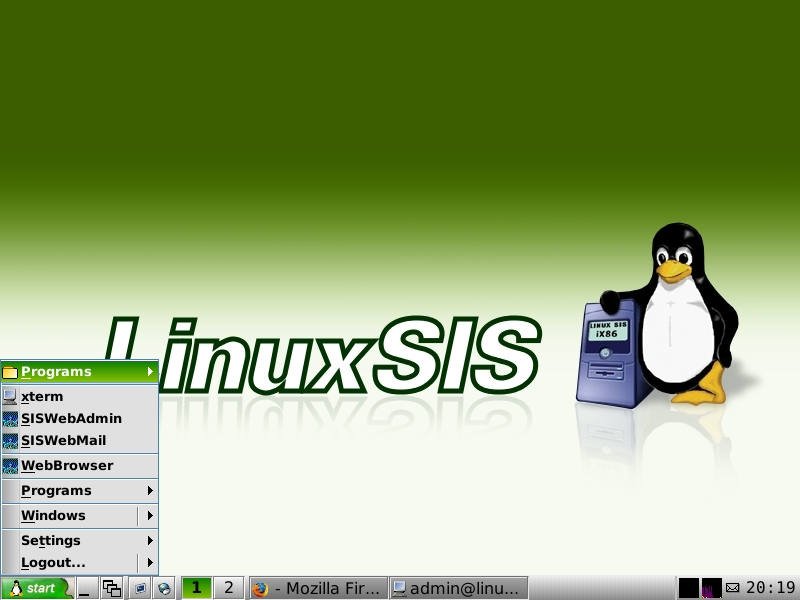 LINUX SIS
iX86
LinuxSIS
Programs
xterm
SISWebAdmin
SISWebMail
WebBrowser
Programs
Windows
Settings
Logout...
start
1
2
- Mozilla Fir...
admin@linu...
20:19